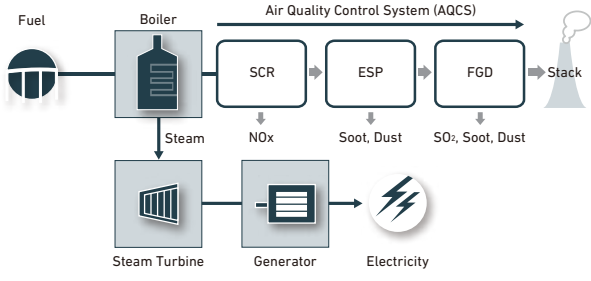 Air Quality Control System (AQCS)
Fuel
Boiler
SCR
ESP
FGD
Stack
Steam
NOx
Soot, Dust
SO2, Soot, Dust
Steam Turbine
Generator
Electricity